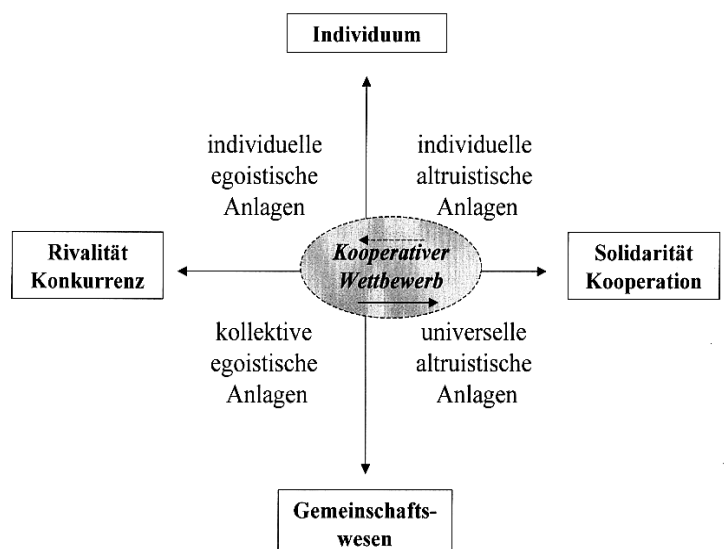 Individuum
individuelle
egoistische
Anlagen
individuelle
altruistische
Anlagen
Rivalität
Konkurrenz
Kooperativer
Wettbewerb
Solidarität
Kooperation
kollektive
egoistische
Anlagen
universelle
altruistische
Anlagen
Gemeinschafts-
wesen